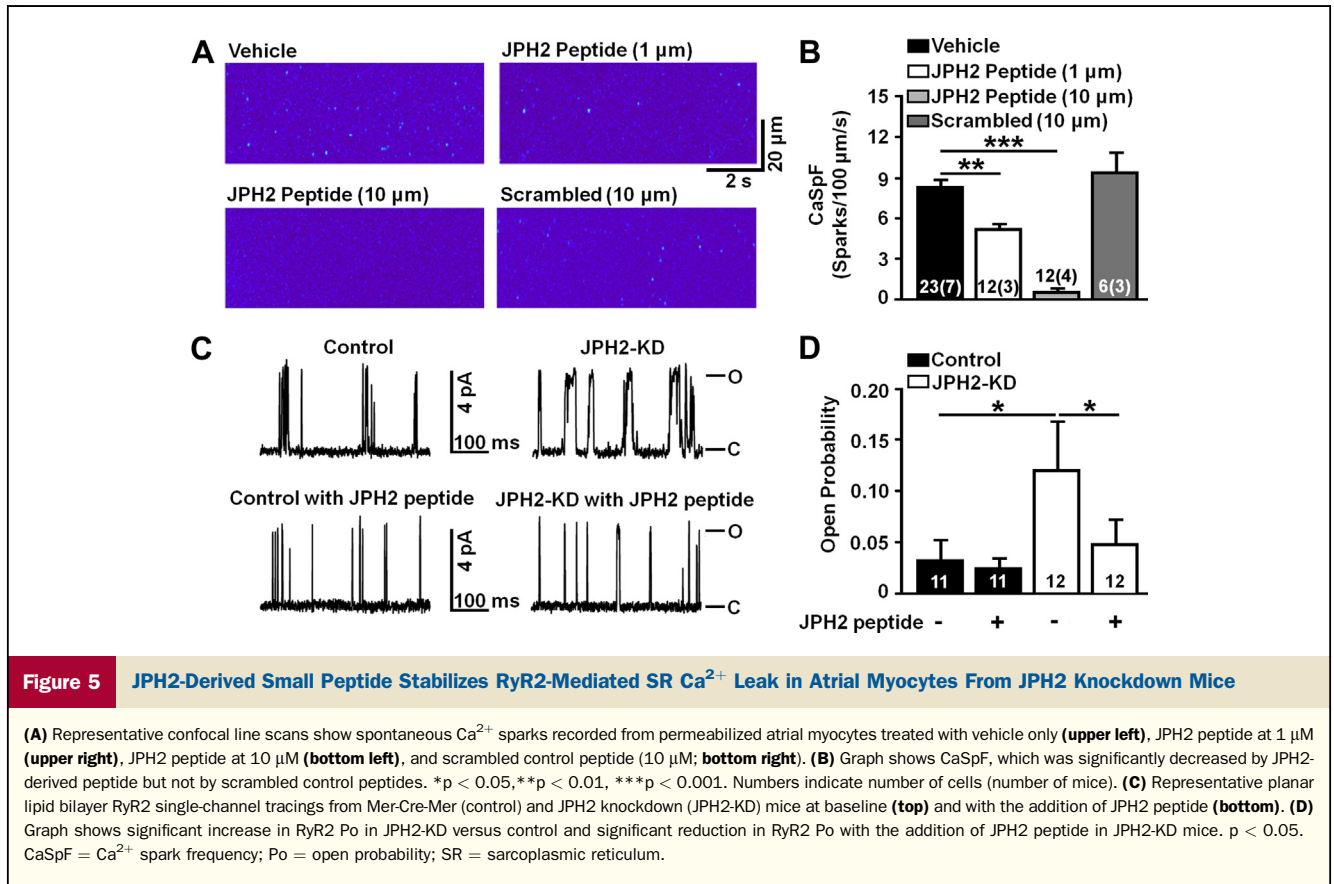 A
Vehicle
JPH2 Peptide (1 μm)
JPH2 Peptide (10 μm)
Scrambled (10 μm)
20 μm
2 s
B
Vehicle
JPH2 Peptide (1 μm)
JPH2 Peptide (10 μm)
Scrambled (10 μm)
CaSpF
(Sparks/100 μm/s)
15
12
9
6
3
0
***
**
23(7)
12(3)
12(4)
6(3)
C
Control
JPH2-KD
4 pA
100 ms
O
C
Control with JPH2 peptide
JPH2-KD with JPH2 peptide
4 pA
100 ms
O
C
D
Control
JPH2-KD
Open Probability
0.20
0.15
0.10
0.05
0
*
*
11
11
12
12
JPH2 peptide - + - +
Figure 5 JPH2-Derived Small Peptide Stabilizes RyR2-Mediated SR Ca2+ Leak in Atrial Myocytes From JPH2 Knockdown Mice
(A) Representative confocal line scans show spontaneous Ca2+ sparks recorded from permeabilized atrial myocytes treated with vehicle only (upper left), JPH2 peptide at 1 μM
(upper right), JPH2 peptide at 10 μM (bottom left), and scrambled control peptide (10 μM; bottom right). (B) Graph shows CaSpF, which was significantly decreased by JPH2-
derived peptide but not by scrambled control peptides. *p < 0.05,**p < 0.01, ***p < 0.001. Numbers indicate number of cells (number of mice). (C) Representative planar
lipid bilayer RyR2 single-channel tracings from Mer-Cre-Mer (control) and JPH2 knockdown (JPH2-KD) mice at baseline (top) and with the addition of JPH2 peptide (bottom). (D)
Graph shows significant increase in RyR2 Po in JPH2-KD versus control and significant reduction in RyR2 Po with the addition of JPH2 peptide in JPH2-KD mice. p < 0.05.
CaSpF = Ca2+ spark frequency; Po = open probability; SR = sarcoplasmic reticulum.